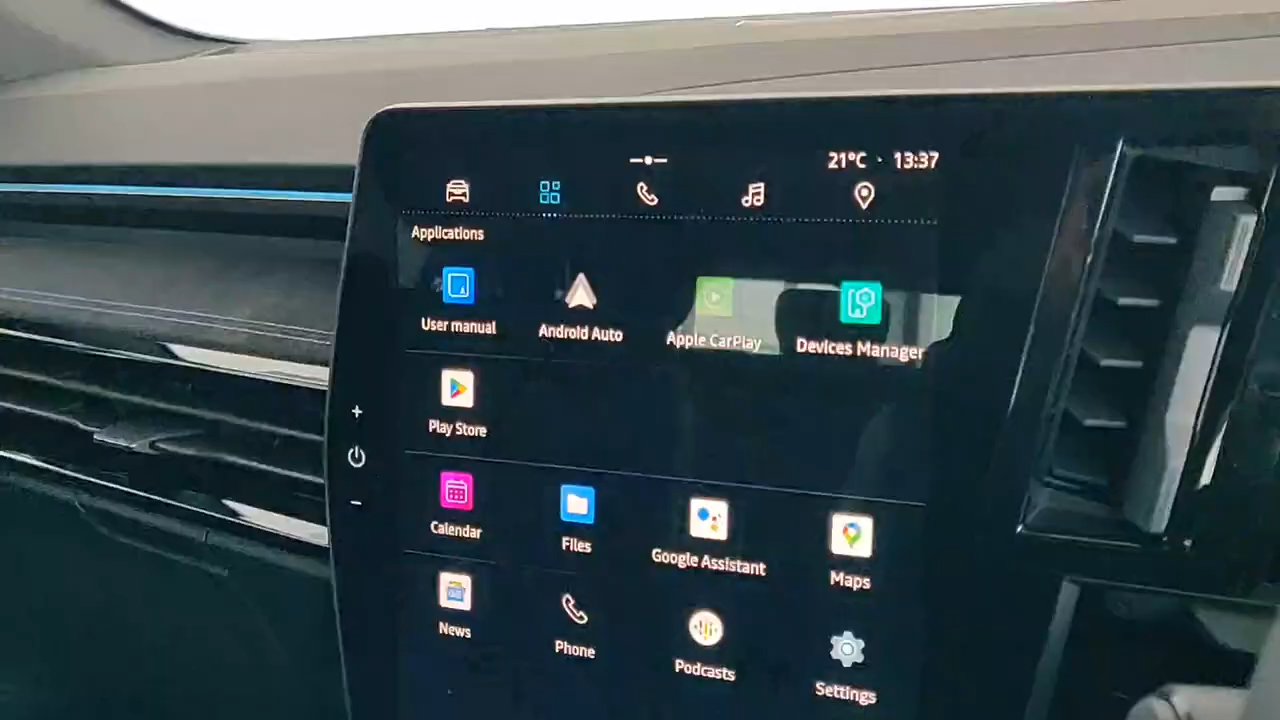 21°C · 13:37
Applications
User manual
Android Auto
Apple CarPlay
Devices Manager
Play Store
Calendar
Files
Google Assistant
Maps
News
Phone
Podcasts
Settings